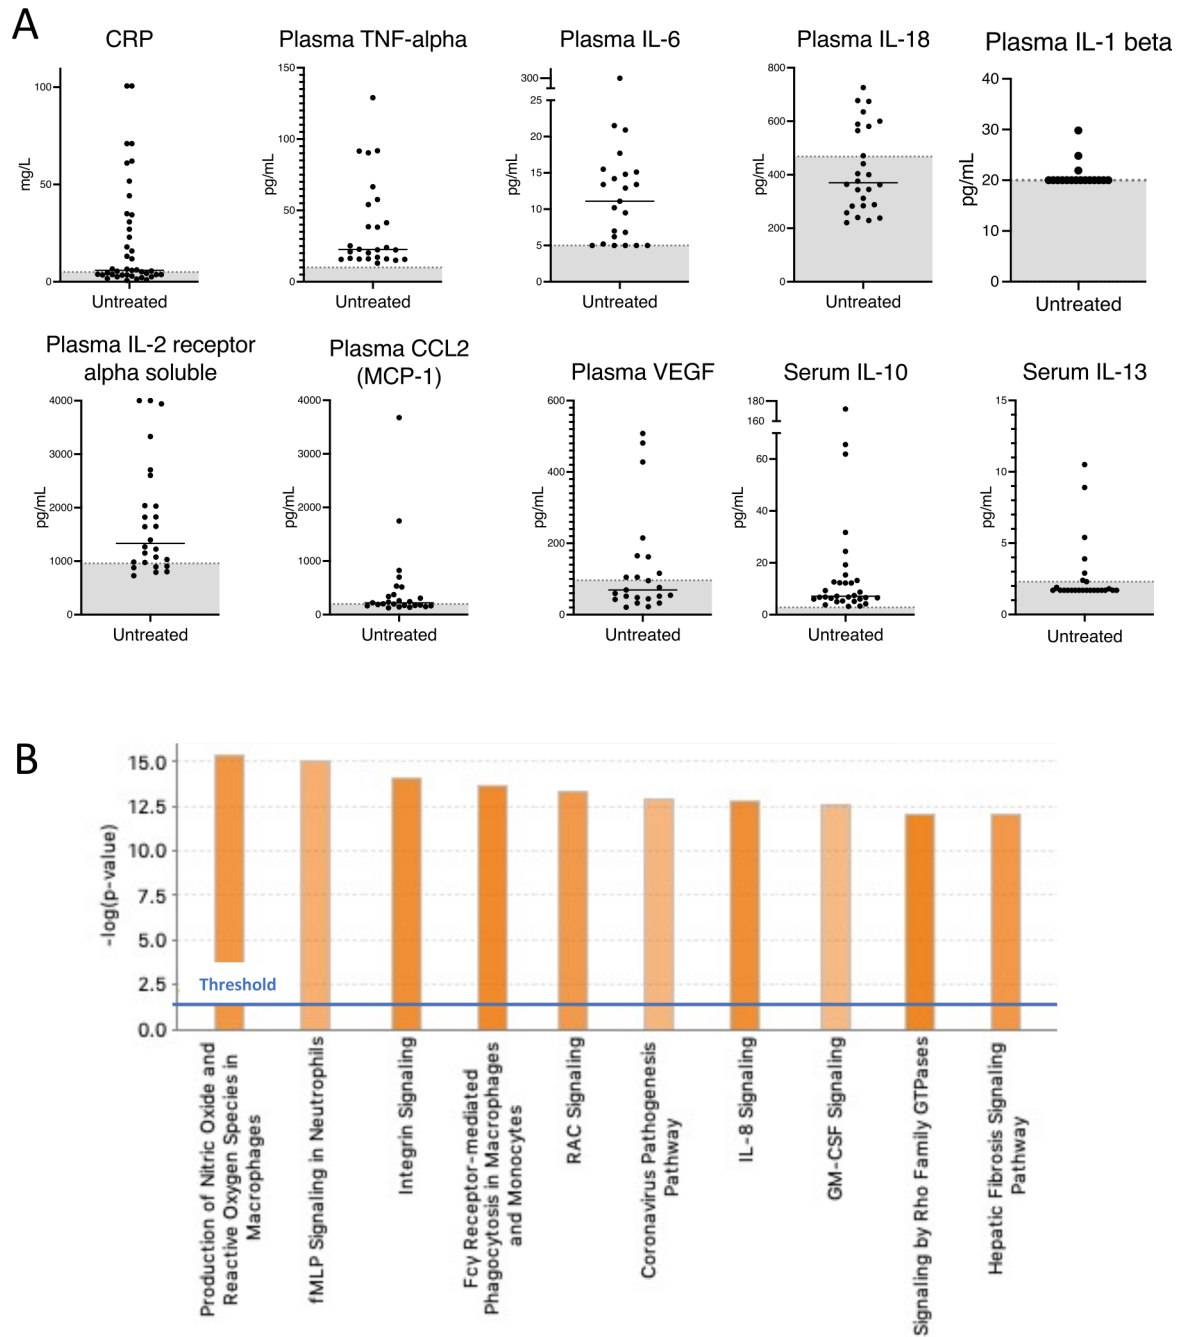 A
CRP
100
50
0
mg/L
Untreated
Plasma TNF-alpha
150
100
50
0
pg/mL
Untreated
Plasma IL-6
300
25
20
15
10
5
0
pg/mL
Untreated
Plasma IL-18
800
600
400
200
0
pg/mL
Untreated
Plasma IL-1 beta
40
30
20
10
0
pg/mL
Untreated
Plasma IL-2 receptor
alpha soluble
4000
3000
2000
1000
0
pg/mL
Untreated
Plasma CCL2
(MCP-1)
4000
3000
2000
1000
0
pg/mL
Untreated
Plasma VEGF
600
400
200
0
pg/mL
Untreated
Serum IL-10
180
160
60
40
20
0
pg/mL
Untreated
Serum IL-13
15
10
5
0
pg/mL
Untreated
B
15.0
12.5
10.0
7.5
5.0
2.5
0.0
-log(p-value)
Threshold
Production of Nitric Oxide and
Reactive Oxygen Species in
Macrophages
fMLP Signaling in Neutrophils
Integrin Signaling
Fcγ Receptor-mediated
Phagocytosis in Macrophages
and Monocytes
RAC Signaling
Coronavirus Pathogenesis
Pathway
IL-8 Signaling
GM-CSF Signaling
Signaling by Rho Family GTPases
Hepatic Fibrosis Signaling
Pathway